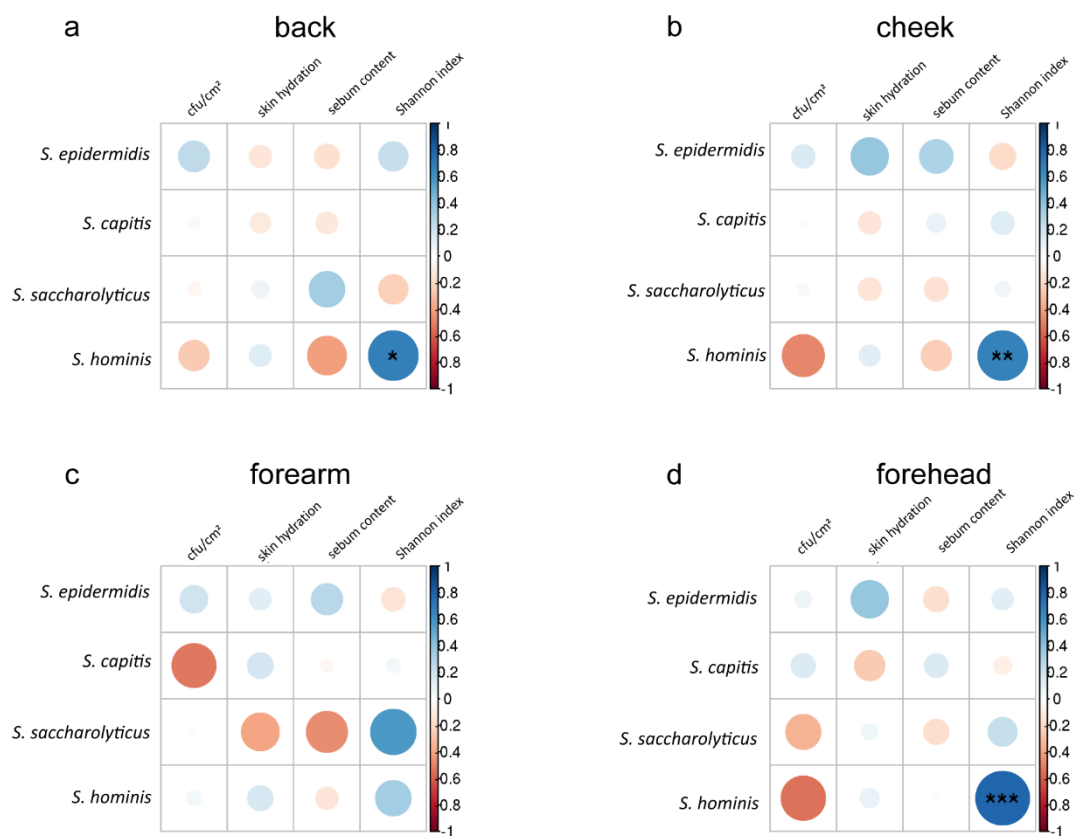 a back
cfu/cm²
skin hydration
sebum content
Shannon index
S. epidermidis
S. capitis
S. saccharolyticus
S. hominis
*
1
0.8
0.6
0.4
0.2
0
-0.2
-0.4
-0.6
-0.8
-1
b cheek
cfu/cm²
skin hydration
sebum content
Shannon index
S. epidermidis
S. capitis
S. saccharolyticus
S. hominis
**
1
0.8
0.6
0.4
0.2
0
-0.2
-0.4
-0.6
-0.8
-1
c forearm
cfu/cm²
skin hydration
sebum content
Shannon index
S. epidermidis
S. capitis
S. saccharolyticus
S. hominis
1
0.8
0.6
0.4
0.2
0
-0.2
-0.4
-0.6
-0.8
-1
d forehead
cfu/cm²
skin hydration
sebum content
Shannon index
S. epidermidis
S. capitis
S. saccharolyticus
S. hominis
***
1
0.8
0.6
0.4
0.2
0
-0.2
-0.4
-0.6
-0.8
-1